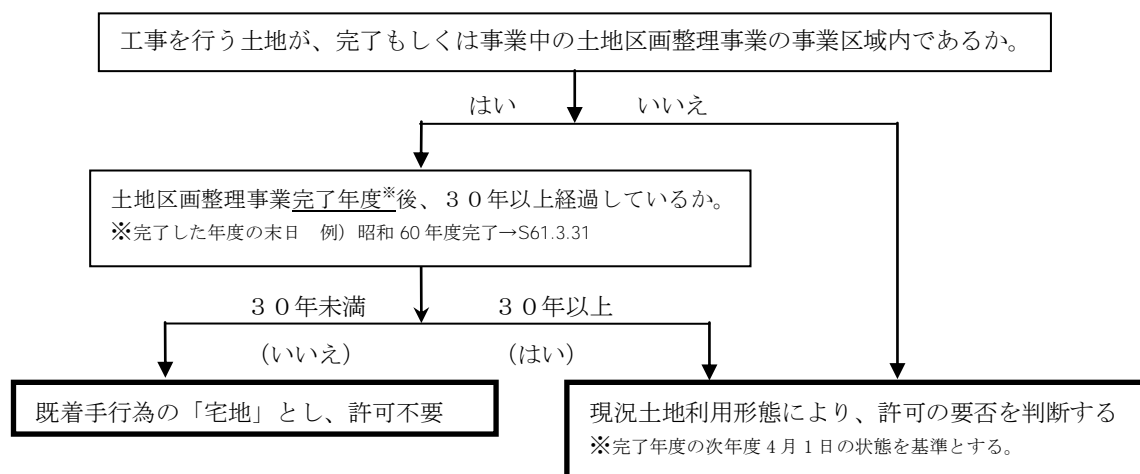 工事を行う土地が、完了もしくは事業中の土地区画整理事業の事業区域内であるか。
はい　いいえ
土地区画整理事業完了年度※後、３０年以上経過しているか。
※完了した年度の末日　例）昭和 60 年度完了→S61.3.31
３０年未満　３０年以上
（いいえ）　（はい）
既着手行為の「宅地」とし、許可不要
現況土地利用形態により、許可の要否を判断する
※完了年度の次年度４月１日の状態を基準とする。